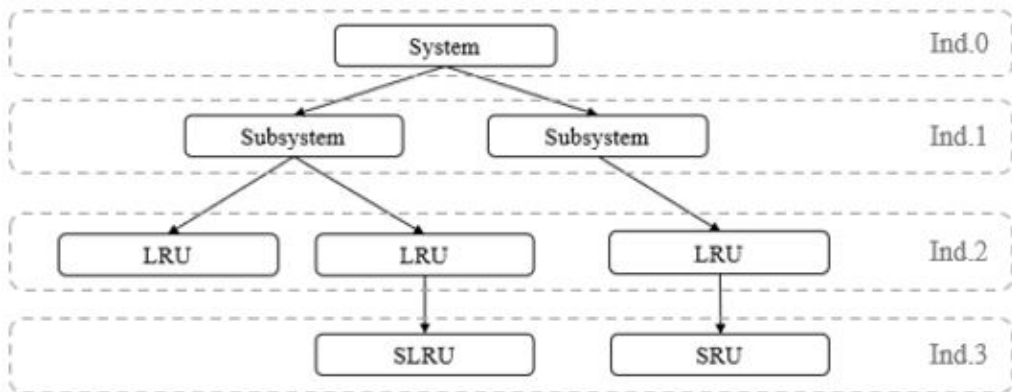 System Ind.0
Subsystem Subsystem Ind.1
LRU LRU LRU Ind.2
SLRU SRU Ind.3